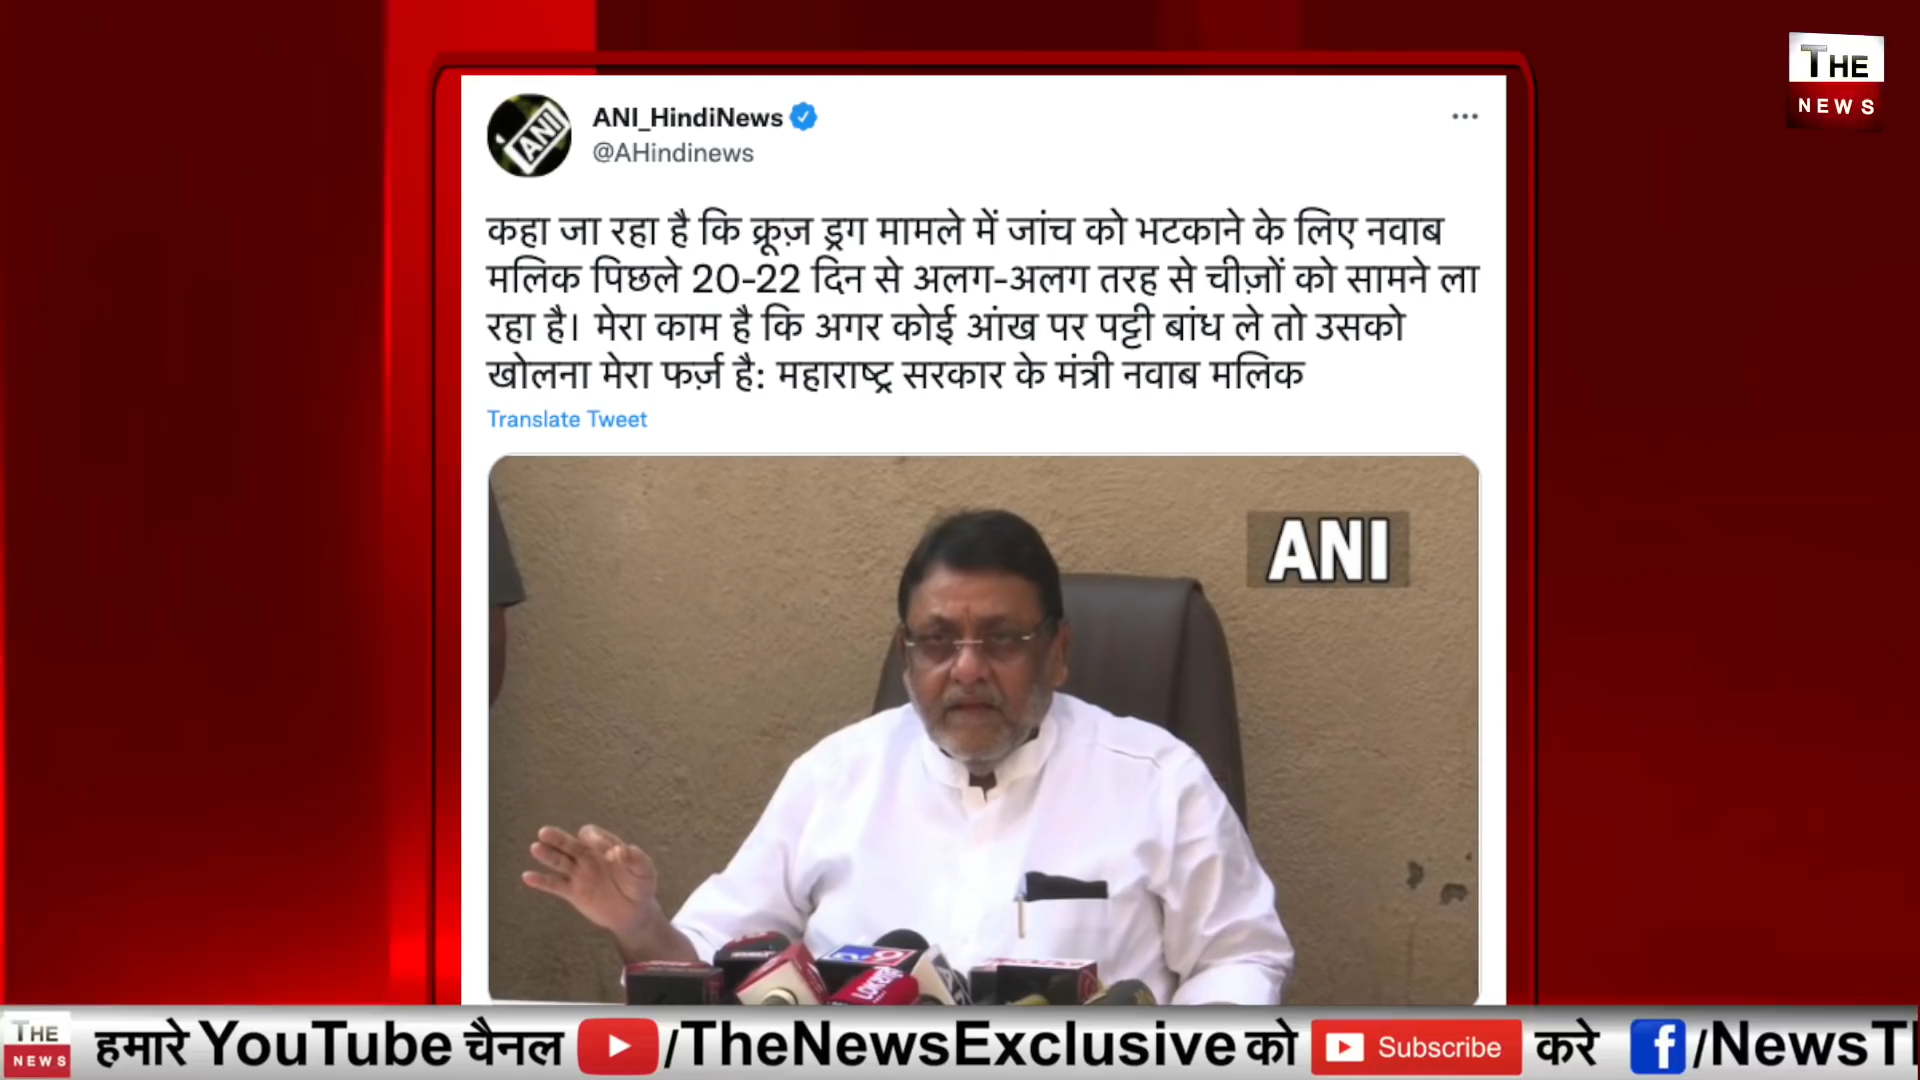 THE
NEWS
ANI
ANI_HindiNews
@AHindinews
कहा जा रहा है कि क्रूज़ ड्रग मामले में जांच को भटकाने के लिए नवाब
मलिक पिछले 20-22 दिन से अलग-अलग तरह से चीज़ों को सामने ला
रहा है। मेरा काम है कि अगर कोई आंख पर पट्टी बांध ले तो उसको
खोलना मेरा फर्ज़ है: महाराष्ट्र सरकार के मंत्री नवाब मलिक
Translate Tweet
ANI
THE
NEWS
हमारे YouTube चैनल /TheNewsExclusive को Subscribe करे /NewsT